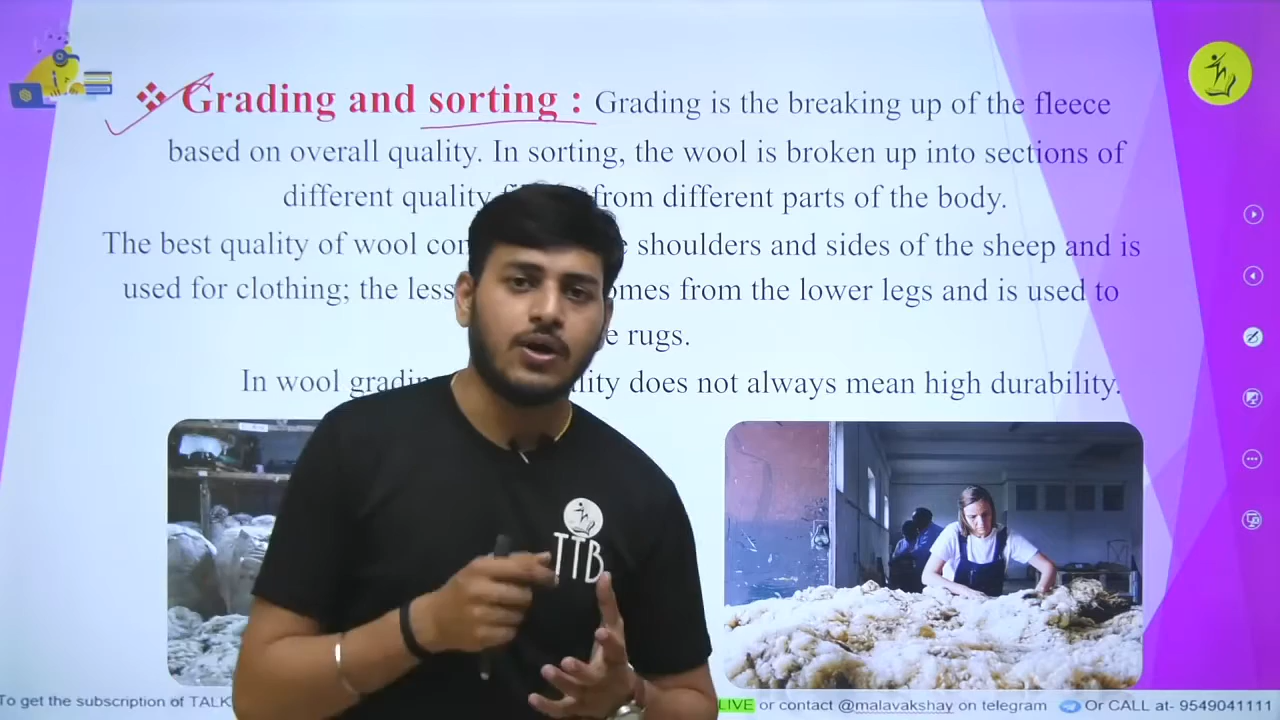 Grading and sorting : Grading is the breaking up of the fleece
based on overall quality. In sorting, the wool is broken up into sections of
different quality from different parts of the body.
The best quality of wool shoulders and sides of the sheep and is
used for clothing; the comes from the lower legs and is used to
rugs.
In wool does not always mean high durability.
TTB
To get the subscription of TALK
LIVE or contact @malavakshay on telegram Or CALL at- 9549041111